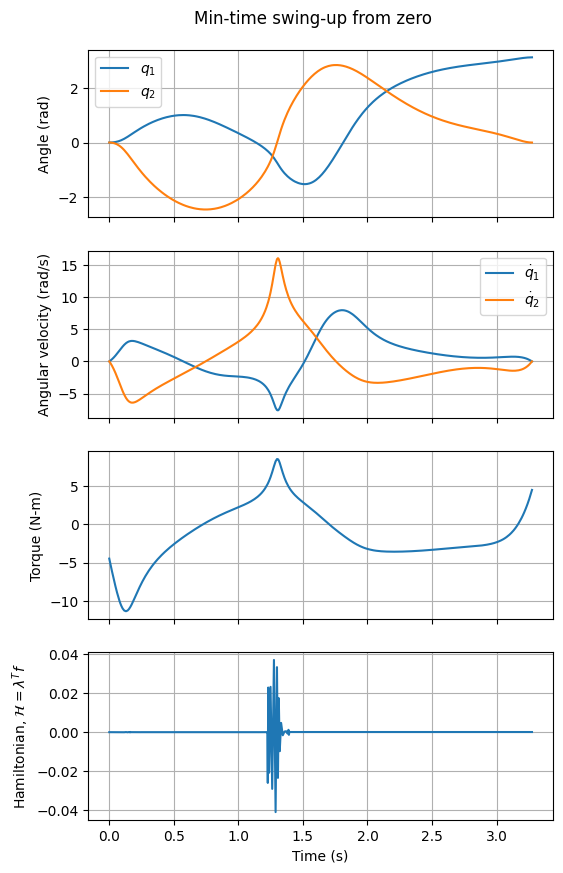 Min-time swing-up from zero
Angle (rad)
2
0
−2
q₁
q₂
Angular velocity (rad/s)
15
10
5
0
−5
q̇₁
q̇₂
Torque (N-m)
5
0
−5
−10
Hamiltonian, ℋ = λᵀf
0.04
0.02
0.00
−0.02
−0.04
0.0 0.5 1.0 1.5 2.0 2.5 3.0
Time (s)